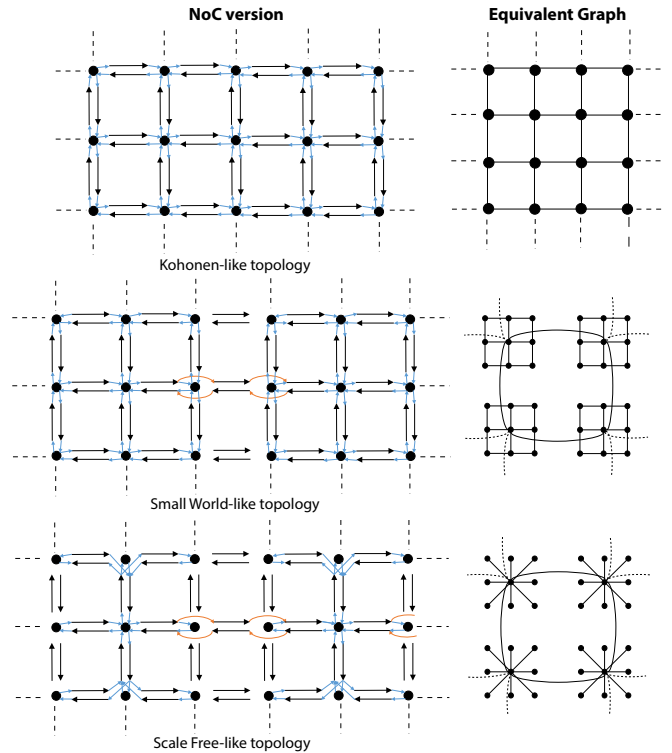 NoC version
Equivalent Graph
Kohonen-like topology
Small World-like topology
Scale Free-like topology